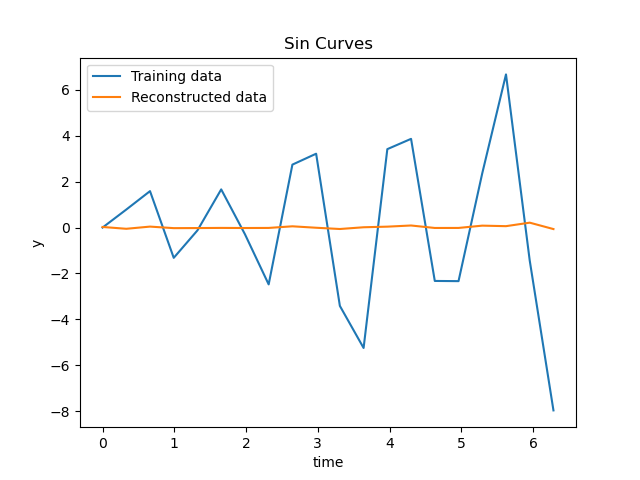 Sin Curves
Training data
Reconstructed data
6
4
2
0
−2
−4
−6
−8
y
0 1 2 3 4 5 6
time